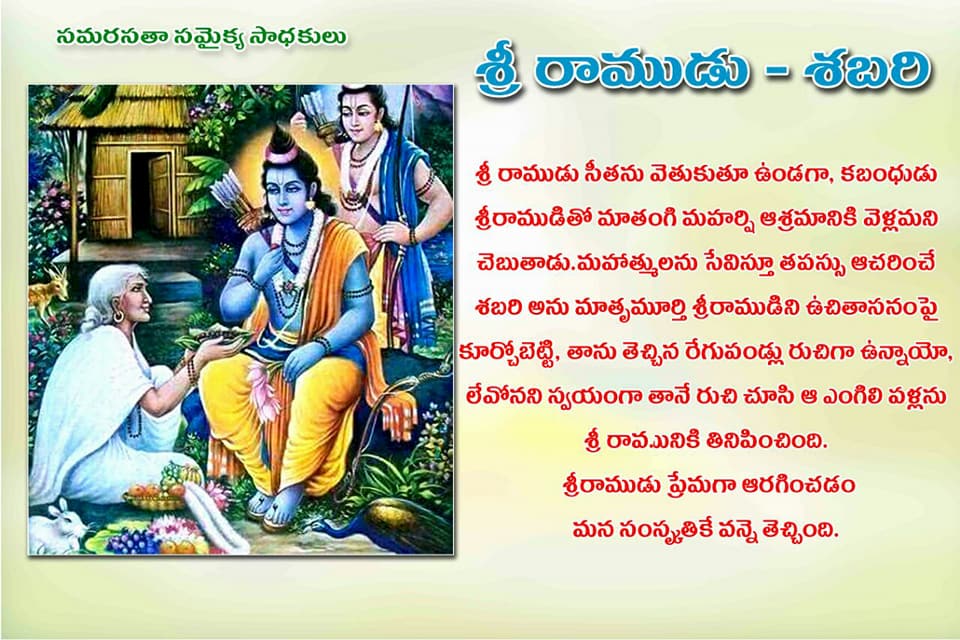 సమరసతా సమైక్య సాధకులు
శ్రీ రాముడు - శబరి
శ్రీ రాముడు సీతను వెతుకుతూ ఉండగా, కబంధుడు
శ్రీరాముడితో మాతంగి మహర్షి ఆశ్రమానికి వెళ్లమని
చెబుతాడు.మహాత్ములను సేవిస్తూ తపస్సు ఆచరించే
శబరి అను మాతృమూర్తి శ్రీరాముడిని ఉచితాసనంపై
కూర్చోబెట్టి, తాను తెచ్చిన రేగుపండ్లు రుచిగా ఉన్నాయో,
లేవోనని స్వయంగా తానే రుచి చూసి ఆ ఎంగిలి వళ్లను
శ్రీ రామునికి తినిపించింది.
శ్రీరాముడు ప్రేమగా ఆరగించడం
మన సంస్కృతికే వన్నె తెచ్చింది.